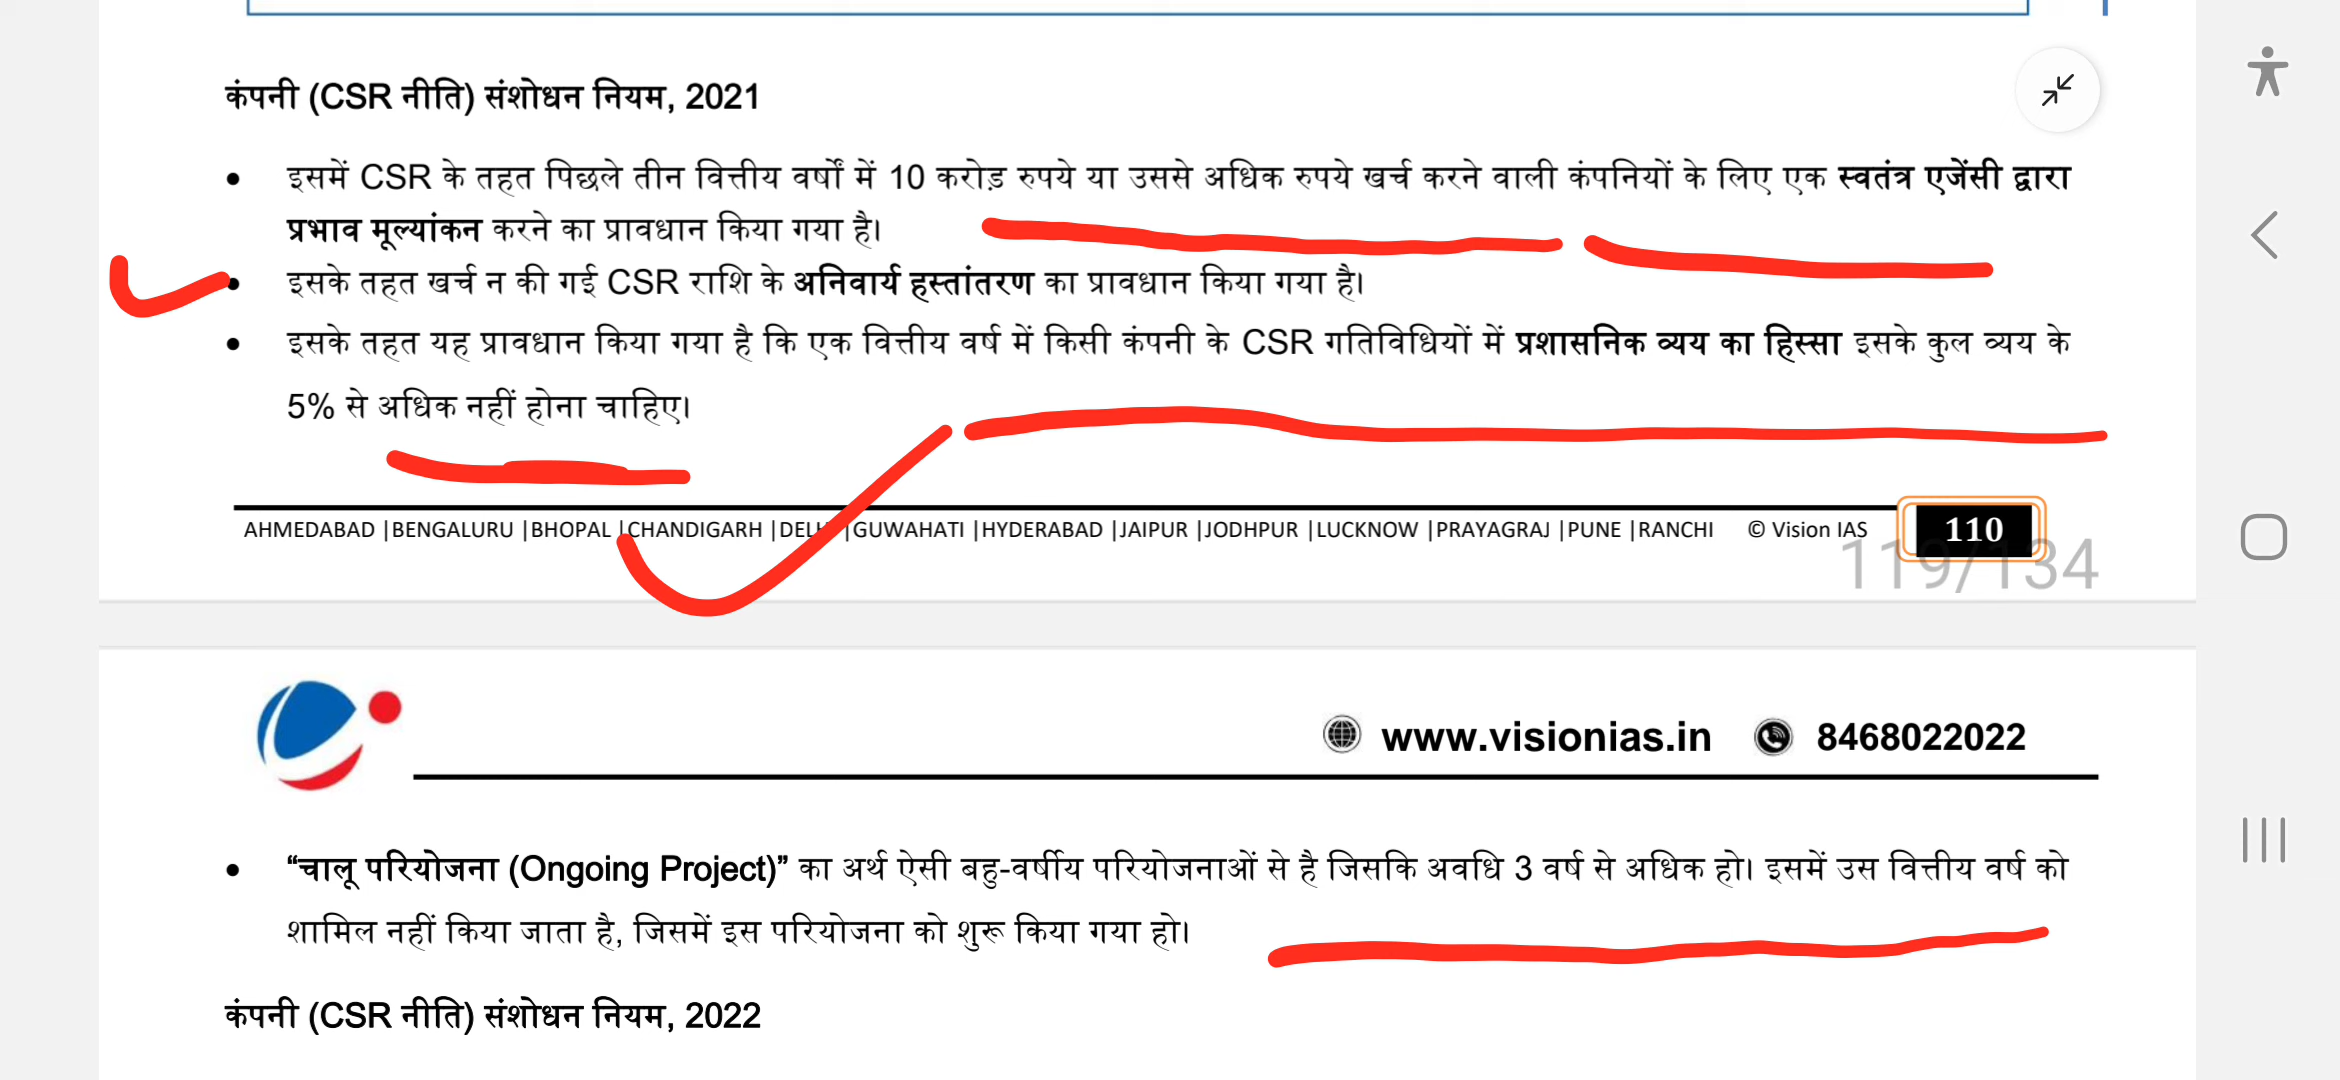 कंपनी (CSR नीति) संशोधन नियम, 2021
• इसमें CSR के तहत पिछले तीन वित्तीय वर्षों में 10 करोड़ रुपये या उससे अधिक रुपये खर्च करने वाली कंपनियों के लिए एक स्वतंत्र एजेंसी द्वारा
प्रभाव मूल्यांकन करने का प्रावधान किया गया है।
• इसके तहत खर्च न की गई CSR राशि के अनिवार्य हस्तांतरण का प्रावधान किया गया है।
• इसके तहत यह प्रावधान किया गया है कि एक वित्तीय वर्ष में किसी कंपनी के CSR गतिविधियों में प्रशासनिक व्यय का हिस्सा इसके कुल व्यय के
5% से अधिक नहीं होना चाहिए।
AHMEDABAD |BENGALURU |BHOPAL |CHANDIGARH |DELHI |GUWAHATI |HYDERABAD |JAIPUR |JODHPUR |LUCKNOW |PRAYAGRAJ |PUNE |RANCHI © Vision IAS 110
119/134
www.visionias.in 8468022022
• “चालू परियोजना (Ongoing Project)” का अर्थ ऐसी बहु-वर्षीय परियोजनाओं से है जिसकि अवधि 3 वर्ष से अधिक हो। इसमें उस वित्तीय वर्ष को
शामिल नहीं किया जाता है, जिसमें इस परियोजना को शुरू किया गया हो।
कंपनी (CSR नीति) संशोधन नियम, 2022